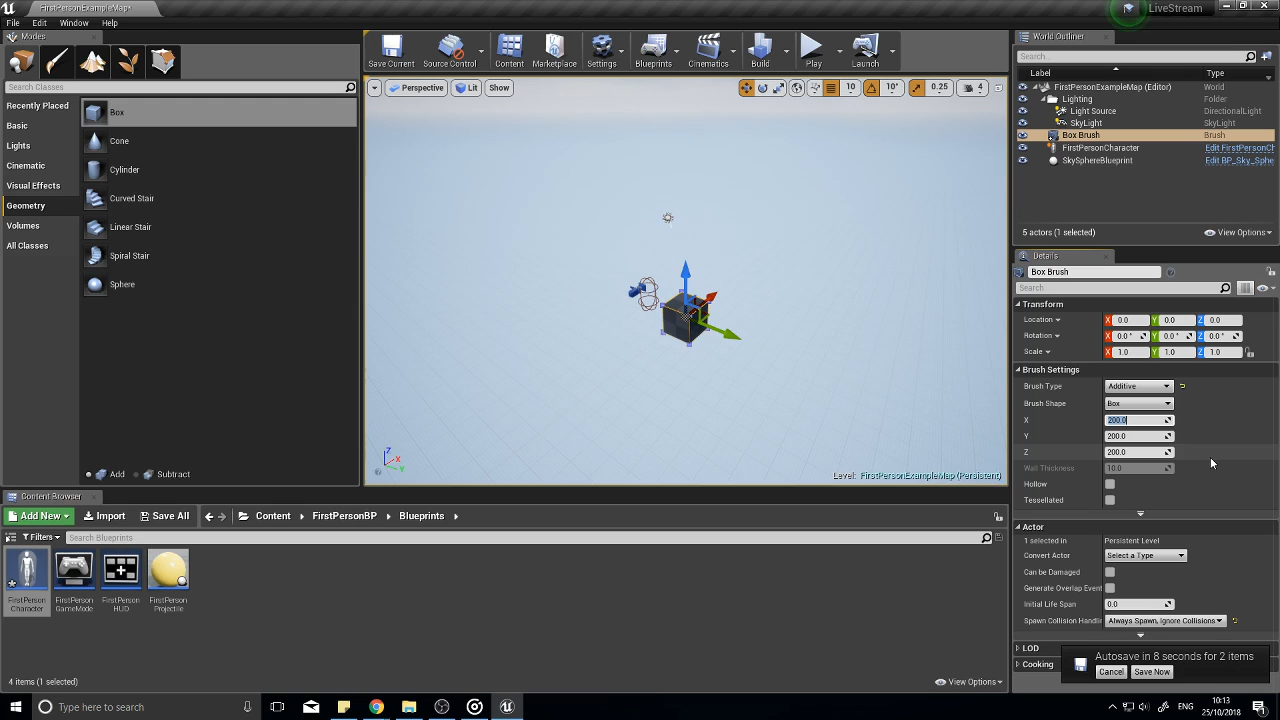 FirstPersonExampleMap*
LiveStream
File Edit Window Help
Modes
Search Classes
Recently Placed
Basic
Lights
Cinematic
Visual Effects
Geometry
Volumes
All Classes
Box
Cone
Cylinder
Curved Stair
Linear Stair
Spiral Stair
Sphere
Add Subtract
Save Current Source Control Content Marketplace Settings Blueprints Cinematics Build Play Launch
Perspective Lit Show 10 10° 0.25 4
Z
X
Y
Level: FirstPersonExampleMap (Persistent)
World Outliner
Search...
Label Type
FirstPersonExampleMap (Editor) World
Lighting Folder
Light Source DirectionalLight
SkyLight SkyLight
Box Brush Brush
FirstPersonCharacter Edit FirstPersonCh
SkySphereBlueprint Edit BP_Sky_Sphe
5 actors (1 selected) View Options
Details
Box Brush
Search
Transform
Location X 0.0 Y 0.0 Z 0.0
Rotation X 0.0° Y 0.0° Z 0.0°
Scale X 1.0 Y 1.0 Z 1.0
Brush Settings
Brush Type Additive
Brush Shape Box
X 200.0
Y 200.0
Z 200.0
Wall Thickness 10.0
Hollow
Tessellated
Actor
1 selected in Persistent Level
Convert Actor Select a Type
Can be Damaged
Generate Overlap Event
Initial Life Span 0.0
Spawn Collision Handlin Always Spawn, Ignore Collisions
LOD
Cooking
Autosave in 8 seconds for 2 items
Cancel Save Now
Content Browser
Add New Import Save All Content FirstPersonBP Blueprints
Filters Search Blueprints
FirstPerson
Character
FirstPerson
GameMode
FirstPerson
HUD
FirstPerson
Projectile
4 items (1 selected) View Options
Type here to search
ENG
10:13
25/10/2018
1